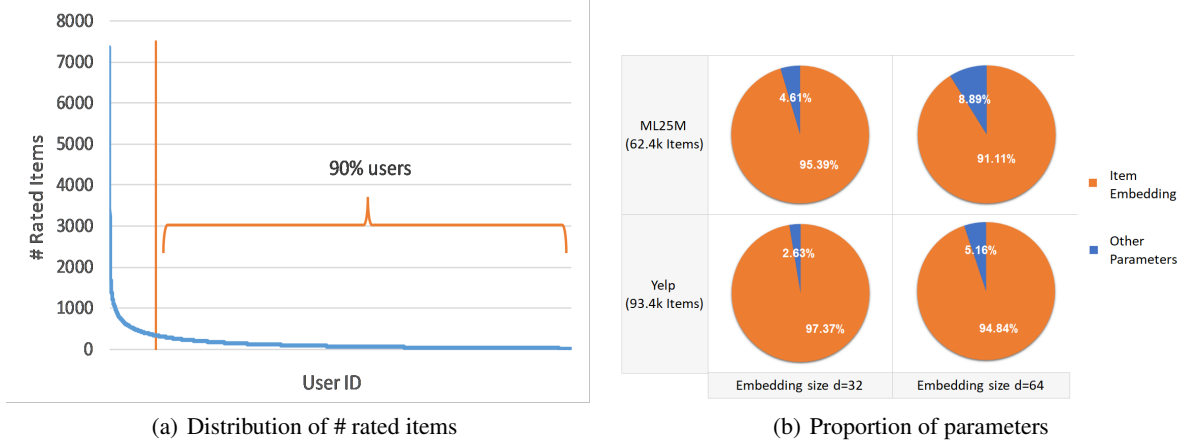 8000
7000
6000
5000
4000
3000
2000
1000
0
# Rated Items
90% users
User ID
(a) Distribution of # rated items
ML25M
(62.4k Items)
4.61%
95.39%
8.89%
91.11%
Yelp
(93.4k Items)
2.63%
97.37%
5.16%
94.84%
Embedding size d=32
Embedding size d=64
Item
Embedding
Other
Parameters
(b) Proportion of parameters